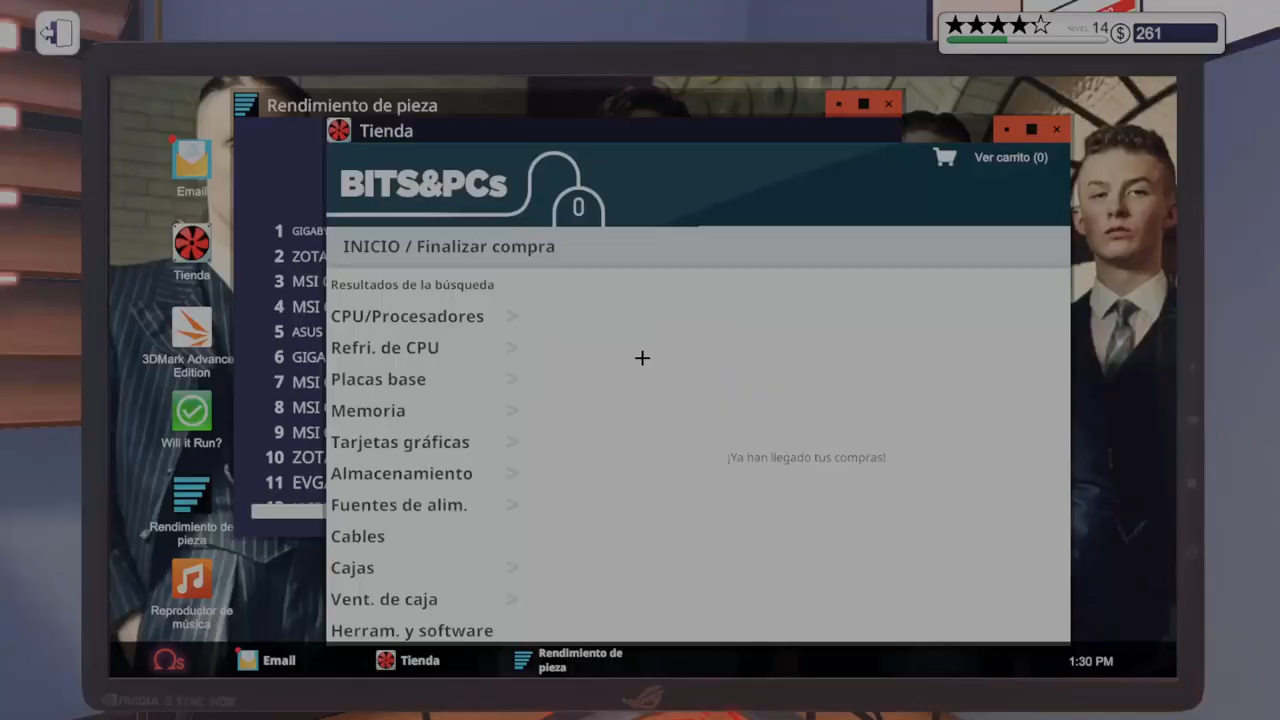 NIVEL 14
$ 261
Rendimiento de pieza
Tienda
Ver carrito (0)
BITS&PCs
INICIO / Finalizar compra
Resultados de la búsqueda
CPU/Procesadores >
Refri. de CPU >
Placas base >
Memoria >
Tarjetas gráficas >
Almacenamiento >
Fuentes de alim. >
Cables
Cajas >
Vent. de caja >
Herram. y software
¡Ya han llegado tus compras!
1
2 ZOTA
3 MSI
4 MSI
5 ASUS
6 GIGA
7 MSI
8 MSI
9 MSI
10 ZOTA
11 EVGA
Email
Tienda
3DMark Advance
Edition
Will it Run?
Rendimiento de
pieza
Reproductor de
música
Ωs
Email
Tienda
Rendimiento de
pieza
1:30 PM
NVIDIA G-SYNC